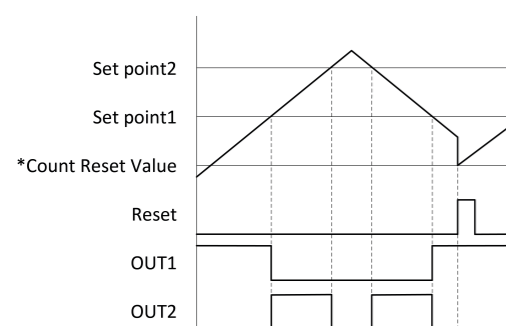 Set point2
Set point1
*Count Reset Value
Reset
OUT1
OUT2